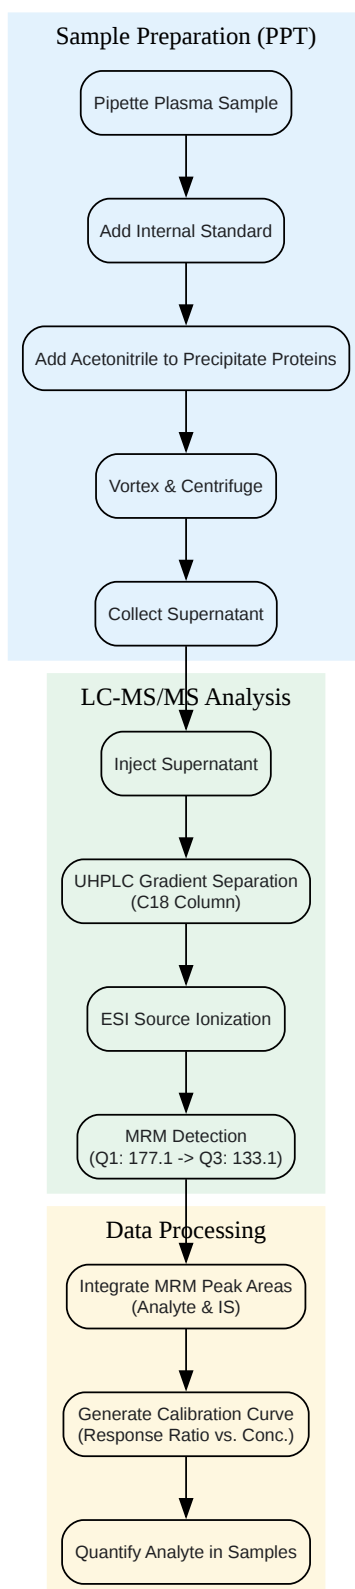 Sample Preparation (PPT)
Pipette Plasma Sample
Add Internal Standard
Add Acetonitrile to Precipitate Proteins
Vortex & Centrifuge
Collect Supernatant
LC-MS/MS Analysis
Inject Supernatant
UHPLC Gradient Separation
(C18 Column)
ESI Source Ionization
MRM Detection
(Q1: 177.1 -> Q3: 133.1)
Data Processing
Integrate MRM Peak Areas
(Analyte & IS)
Generate Calibration Curve
(Response Ratio vs. Conc.)
Quantify Analyte in Samples